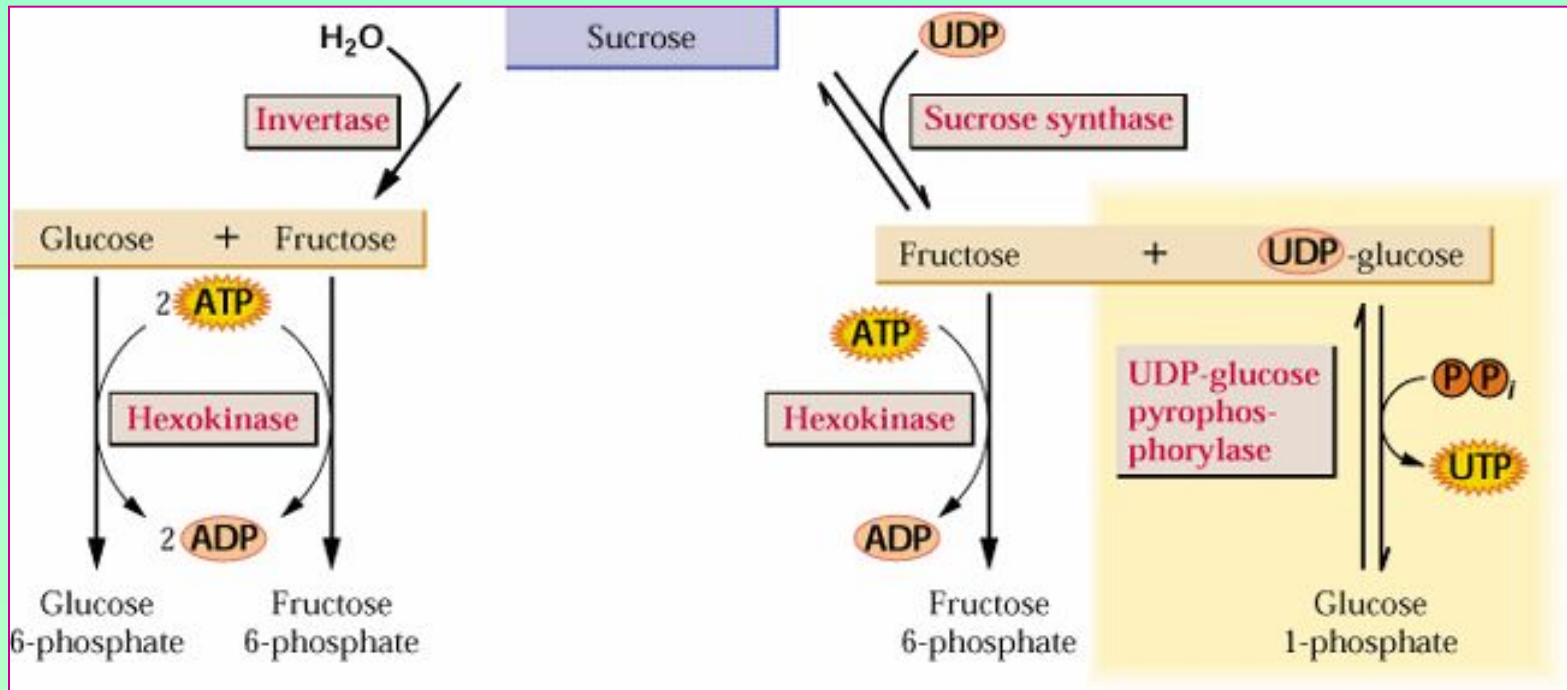 H₂O
Sucrose
UDP
Invertase
Sucrose synthase
Glucose + Fructose
Fructose + UDP-glucose
2 ATP
ATP
UDP-glucose
pyrophos-
phorylase
PPi
Hexokinase
Hexokinase
UTP
2 ADP
ADP
Glucose
6-phosphate
Fructose
6-phosphate
Fructose
6-phosphate
Glucose
1-phosphate